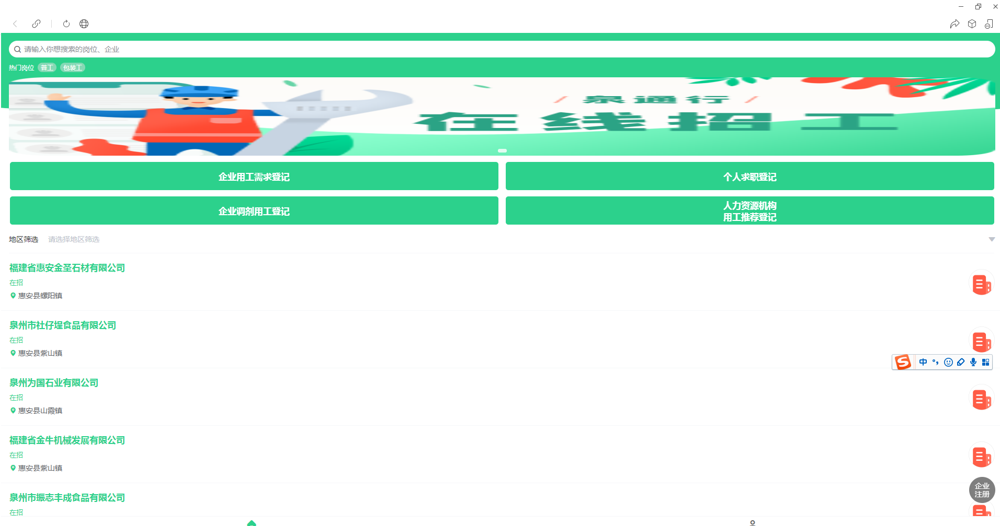 请输入你想搜索的岗位、企业
热门岗位 普工 包装工
泉通行
在线招工
企业用工需求登记
个人求职登记
企业调剂用工登记
人力资源机构
用工推荐登记
地区筛选 请选择地区筛选
福建省惠安金圣石材有限公司
在招
惠安县螺阳镇
泉州市社仔埕食品有限公司
在招
惠安县紫山镇
中
泉州为国石业有限公司
在招
惠安县山霞镇
福建省金牛机械发展有限公司
在招
惠安县紫山镇
企业
注册
泉州市振志丰成食品有限公司
在招